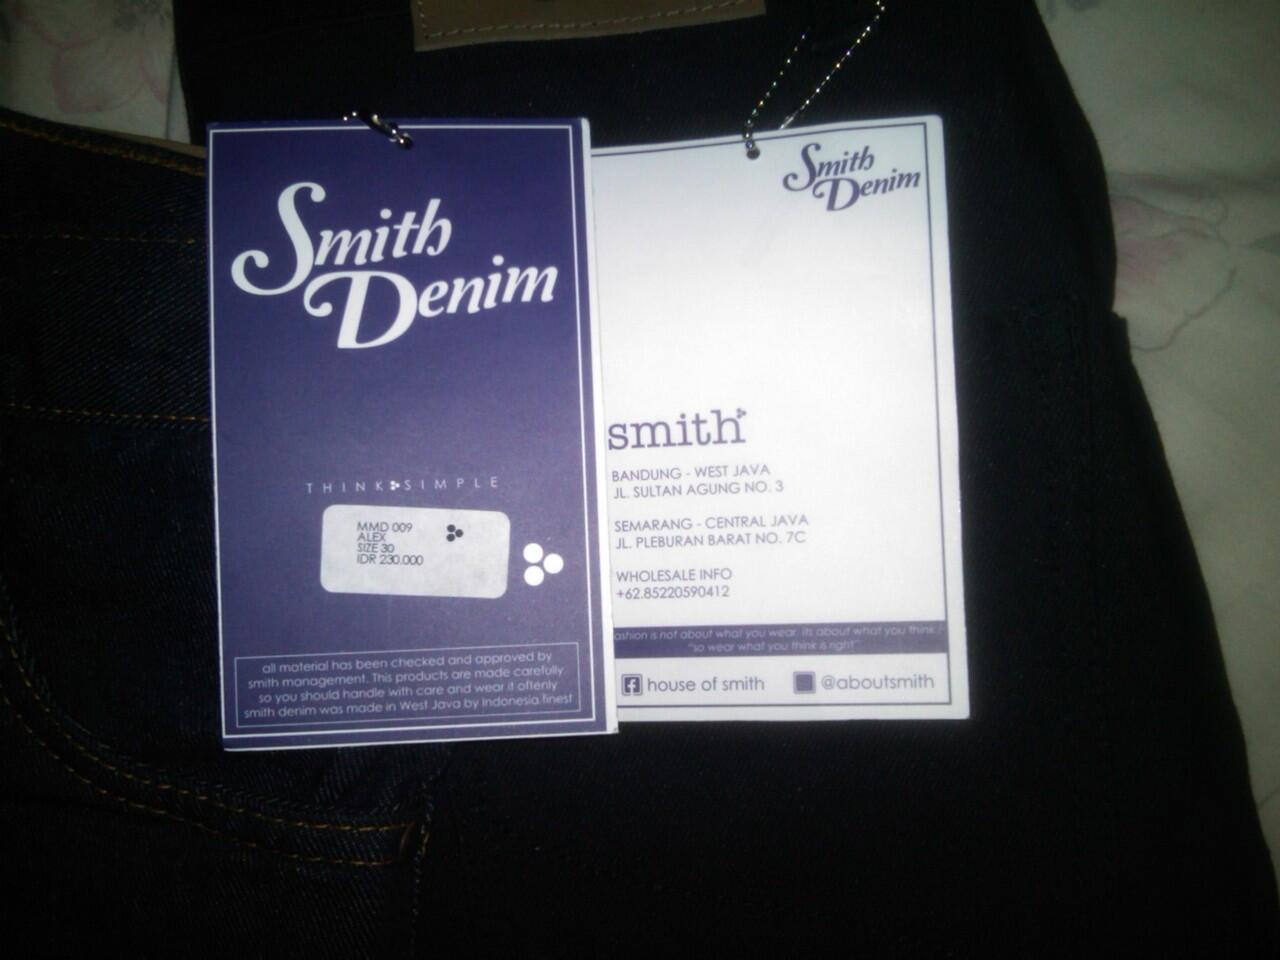 Smith
Denim
THINK SIMPLE
MMD 009
ALEX
SIZE 30
IDR 230.000
all material has been checked and approved by
smith management. This products are made carefully
so you should handle with care and wear it oftenly
smith denim was made in West Java by Indonesia finest
Smith
Denim
smith
BANDUNG - WEST JAVA
JL. SULTAN AGUNG NO. 3
SEMARANG - CENTRAL JAVA
JL. PLEBURAN BARAT NO. 7C
WHOLESALE INFO
+62.85220590412
ashion is not about what you wear, its about what you think !
"so wear what you think is right"
house of smith
@aboutsmith